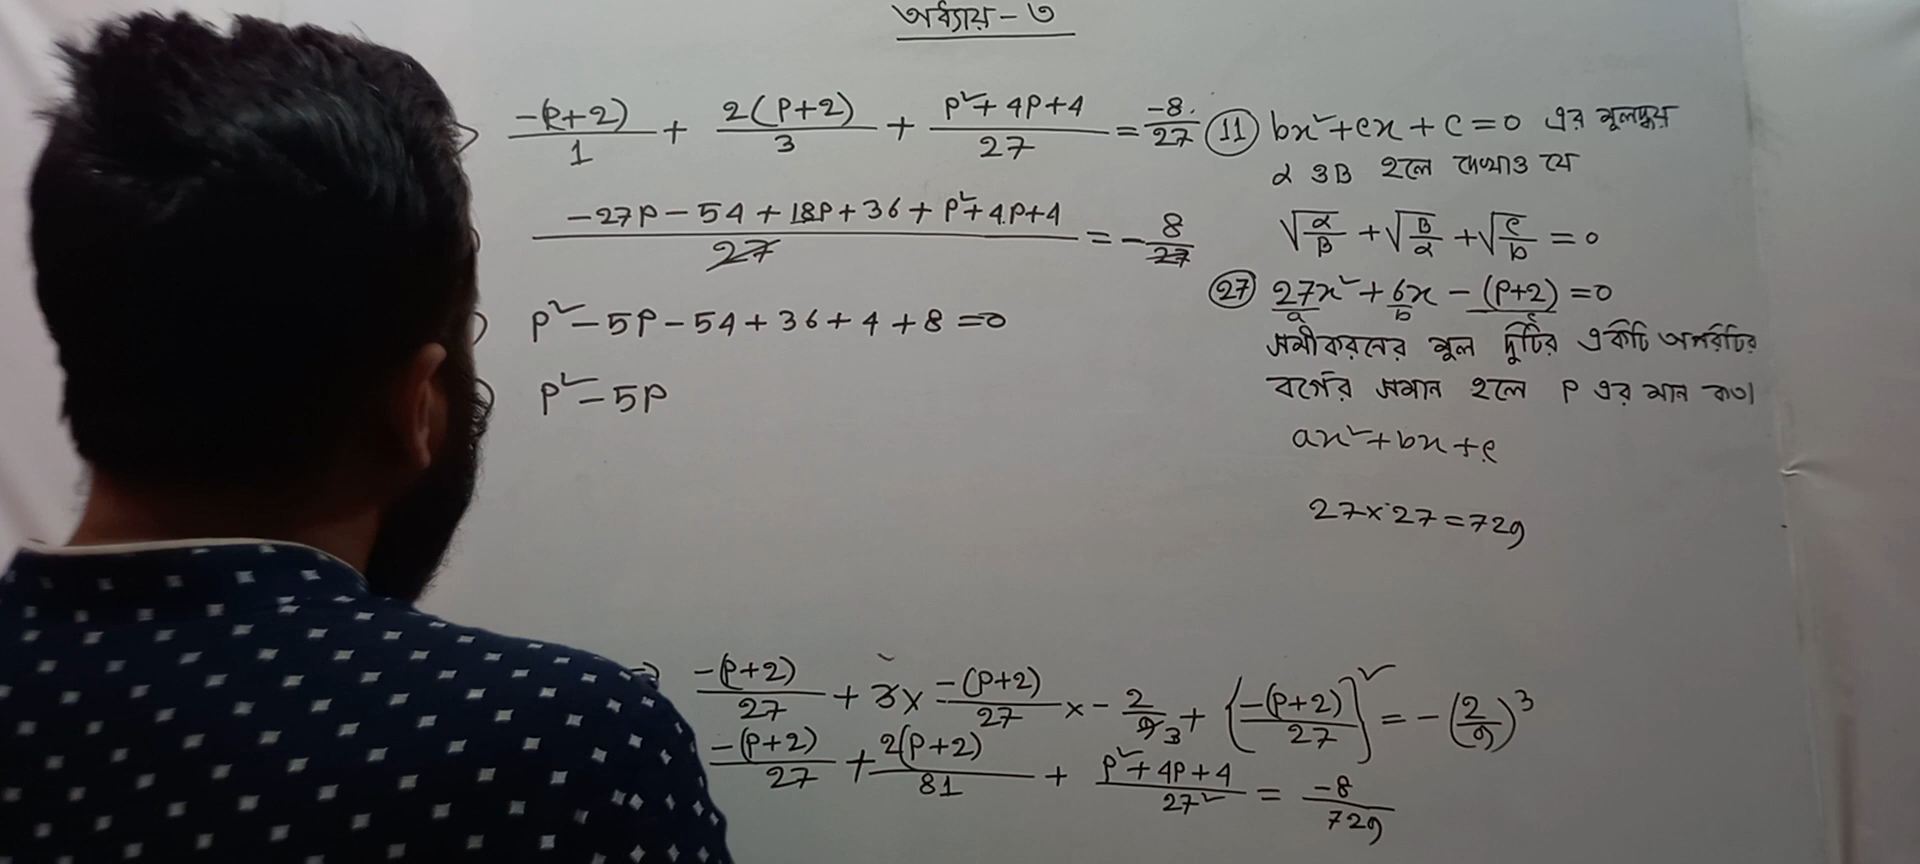 অধ্যায় - ৩
-(P+2)/1 + 2(P+2)/3 + P²+4P+4/27 = -8/27
-27P-54+18P+36+P²+4P+4/27 = -8/27
P²-5P-54+36+4+8=0
P²-5P
⇒ -(P+2)/27 + 3× -(P+2)/27 × -2/9 3 + {-(P+2)/27}² = -(2/9)³
-(P+2)/27 + 2(P+2)/81 + P²+4P+4/27² = -8/729
(11) bx²+cx+c=0 এর মূলদ্বয়
α ও B হলে দেখাও যে
√α/β + √B/α + √c/b = 0
(27) 27x²+6x-(P+2)=0
a b c
সমীকরনের মূল দুটির একটি অপরটির
বর্গের সমান হলে P এর মান কত।
ax²+bx+c
27×27=729